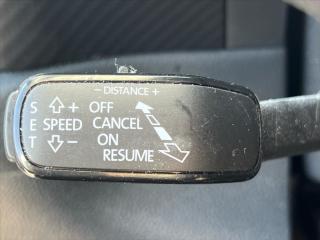 - DISTANCE +
S + OFF
E SPEED CANCEL
ON
T - RESUME